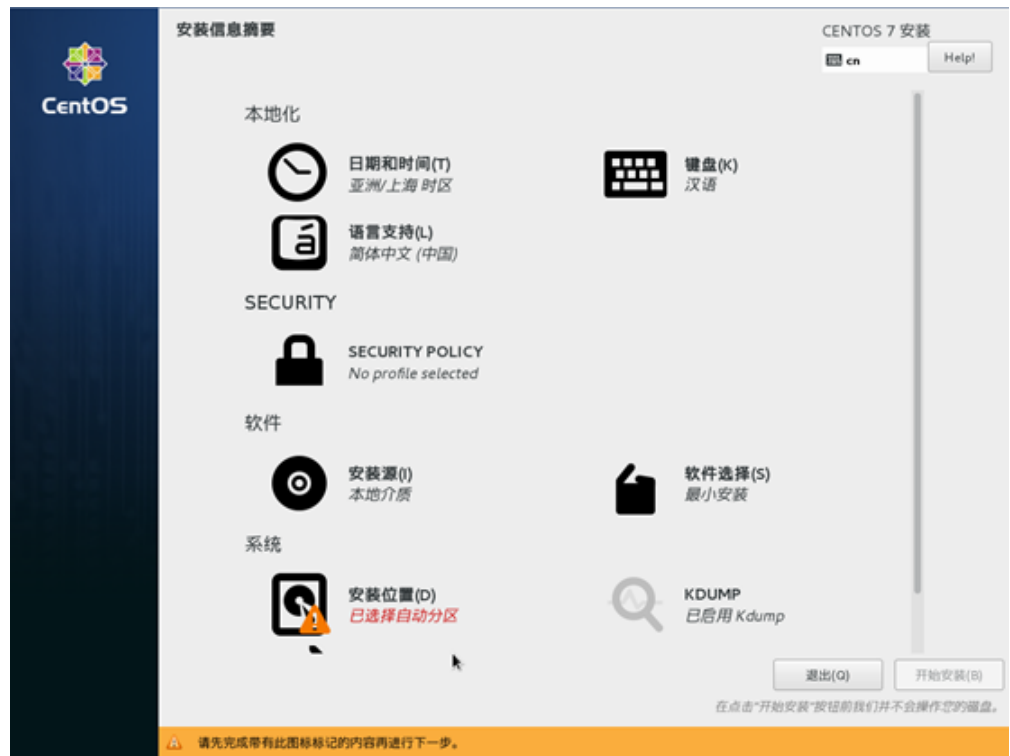 安装信息摘要
CENTOS 7 安装
cn
Help!
CentOS
本地化
日期和时间(T)
亚洲/上海 时区
键盘(K)
汉语
语言支持(L)
简体中文 (中国)
SECURITY
SECURITY POLICY
No profile selected
软件
安装源(I)
本地介质
软件选择(S)
最小安装
系统
安装位置(D)
已选择自动分区
KDUMP
已启用 Kdump
退出(Q)
开始安装(B)
在点击"开始安装"按钮前我们并不会操作您的磁盘。
请先完成带有此图标标记的内容再进行下一步。